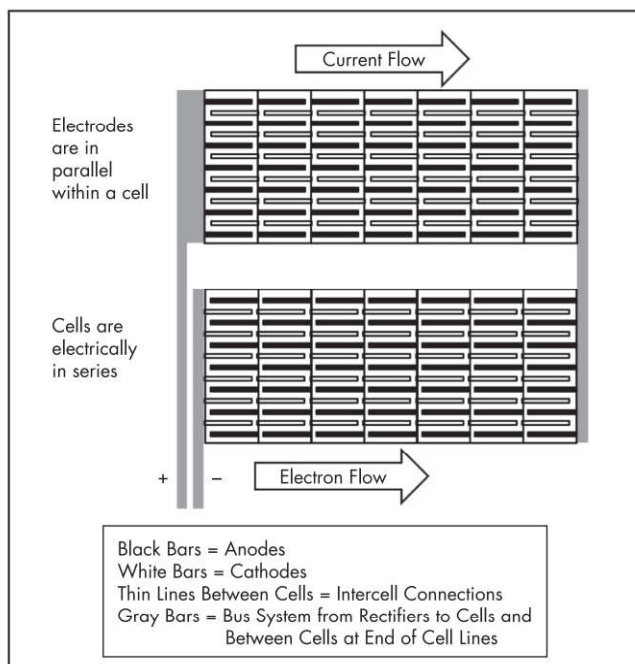 Current Flow
Electrodes
are in
parallel
within a cell
Cells are
electrically
in series
+
−
Electron Flow
Black Bars = Anodes
White Bars = Cathodes
Thin Lines Between Cells = Intercell Connections
Gray Bars = Bus System from Rectifiers to Cells and
Between Cells at End of Cell Lines